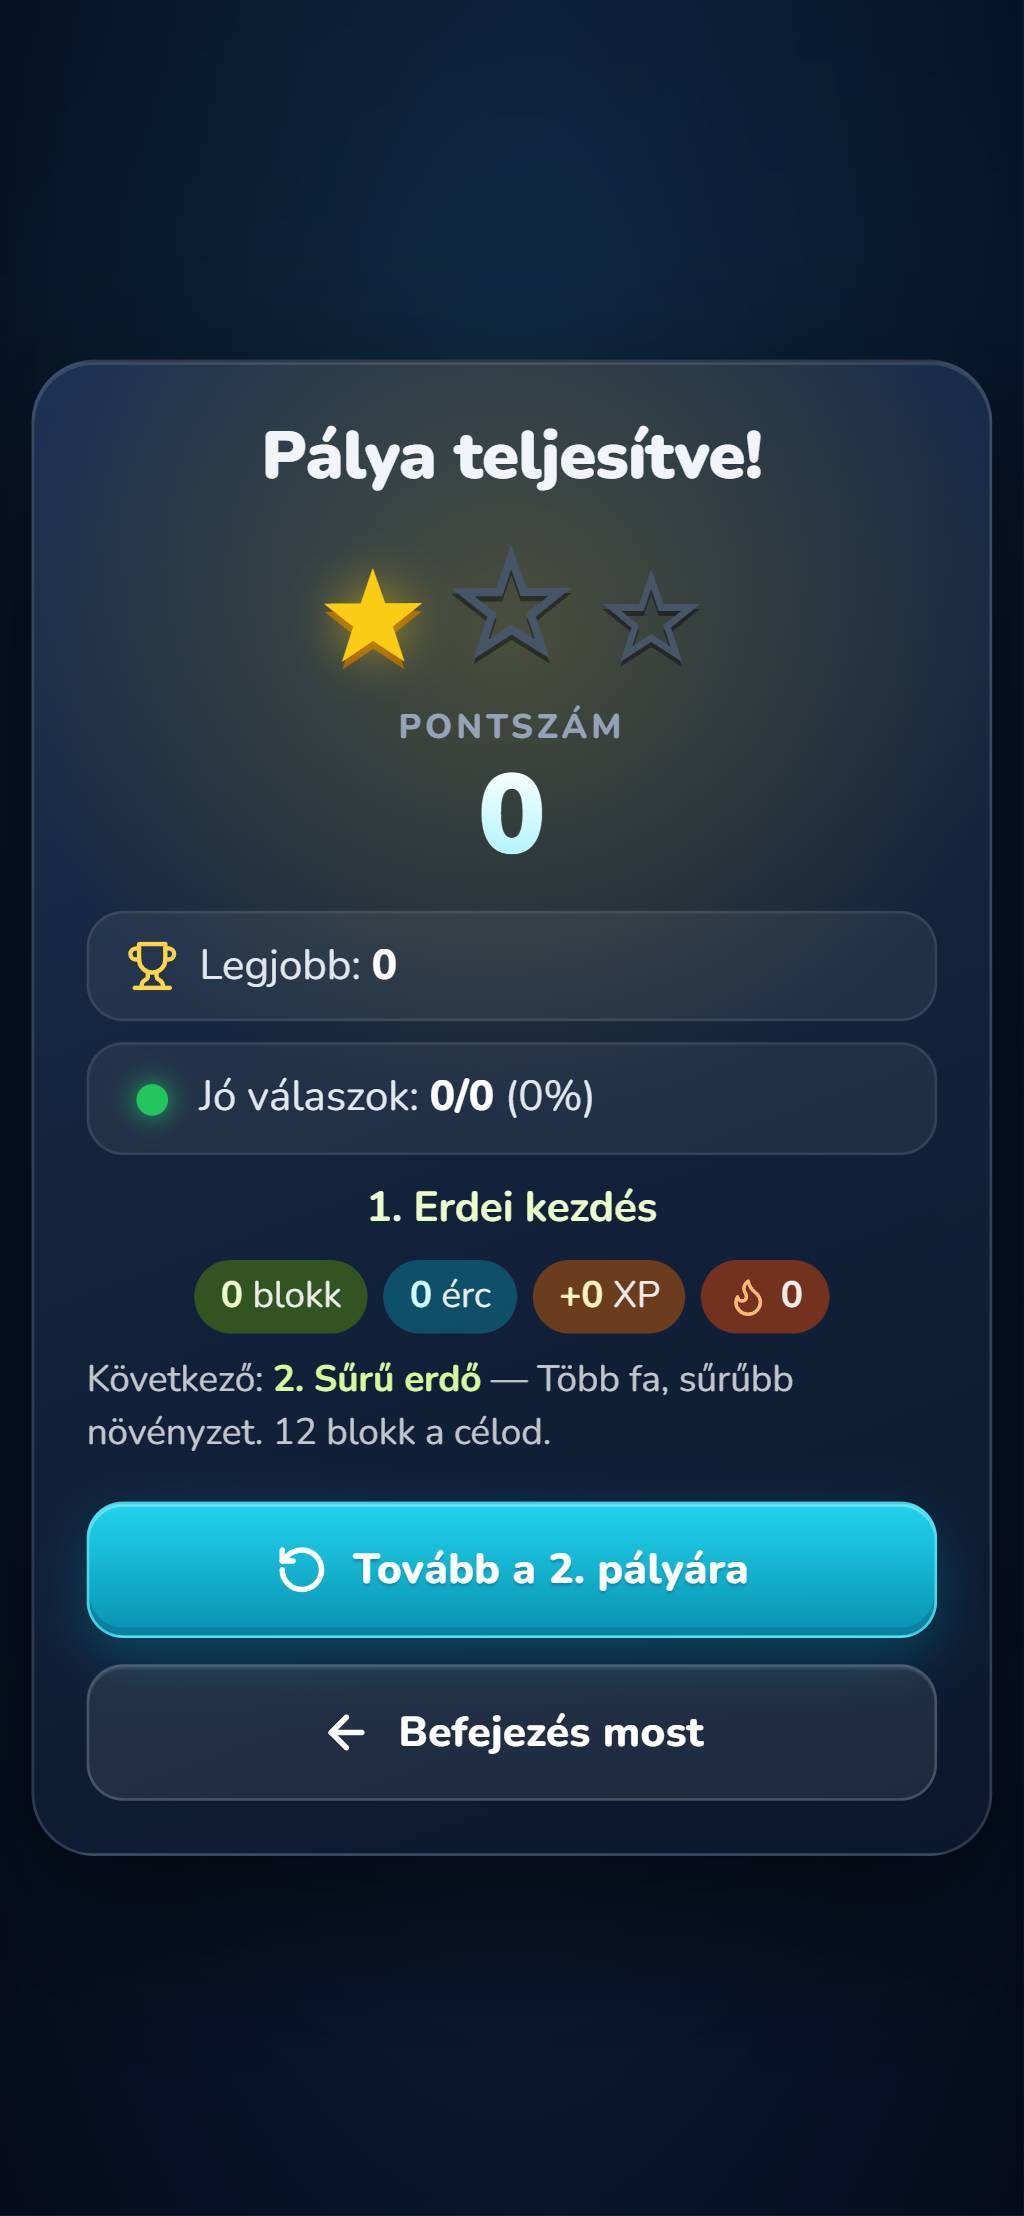 Pálya teljesítve!
PONTSZÁM
0
Legjobb: 0
Jó válaszok: 0/0 (0%)
1. Erdei kezdés
0 blokk
0 érc
+0 XP
0
Következő: 2. Sűrű erdő — Több fa, sűrűbb
növényzet. 12 blokk a célod.
Tovább a 2. pályára
Befejezés most